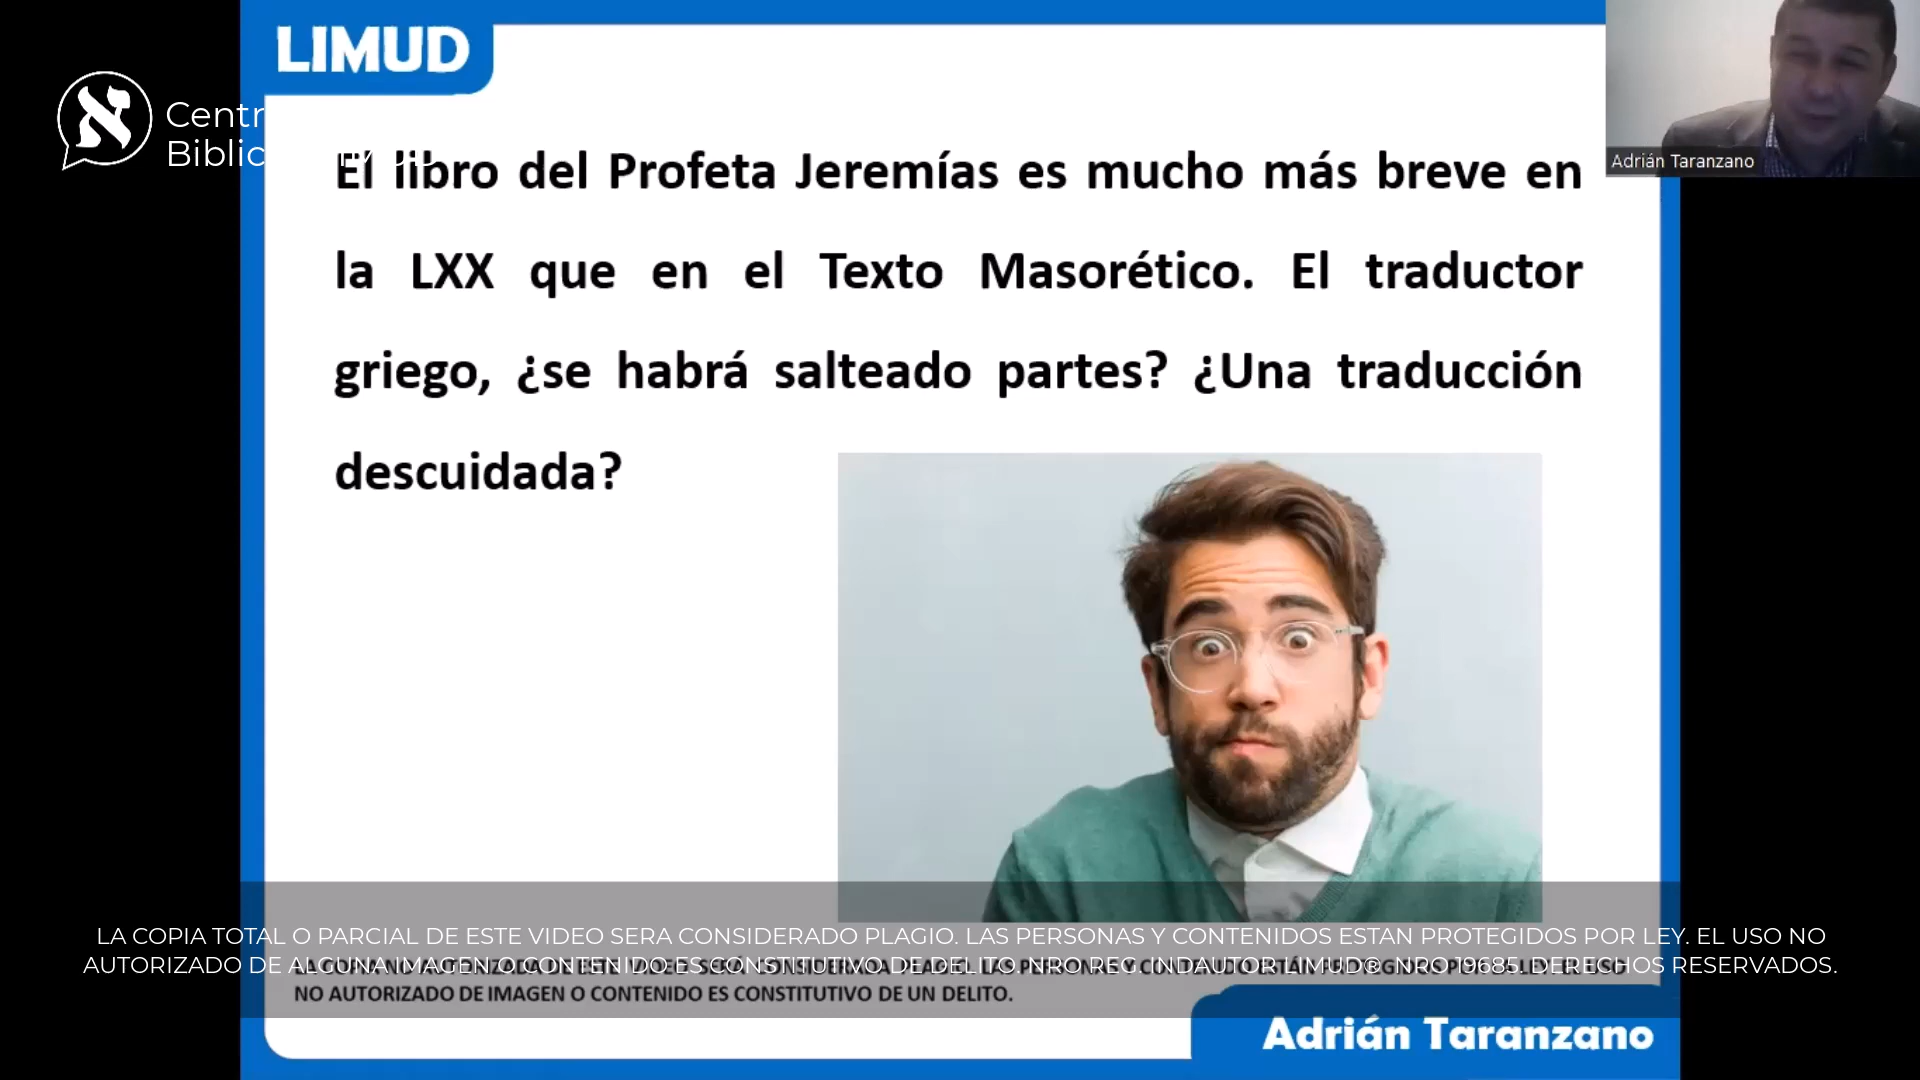 LIMUD
Centr
Biblic
Adrián Taranzano
El libro del Profeta Jeremías es mucho más breve en
la LXX que en el Texto Masorético. El traductor
griego, ¿se habrá salteado partes? ¿Una traducción
descuidada?
LA COPIA TOTAL O PARCIAL DE ESTE VIDEO SERA CONSIDERADO PLAGIO. LAS PERSONAS Y CONTENIDOS ESTAN PROTEGIDOS POR LEY. EL USO NO
AUTORIZADO DE ALGUNA IMAGEN O CONTENIDO ES CONSTITUTIVO DE DELITO. NRO REG. INDAUTOR LIMUD® NRO 19685. DERECHOS RESERVADOS.
NO AUTORIZADO DE IMAGEN O CONTENIDO ES CONSTITUTIVO DE UN DELITO.
Adrián Taranzano